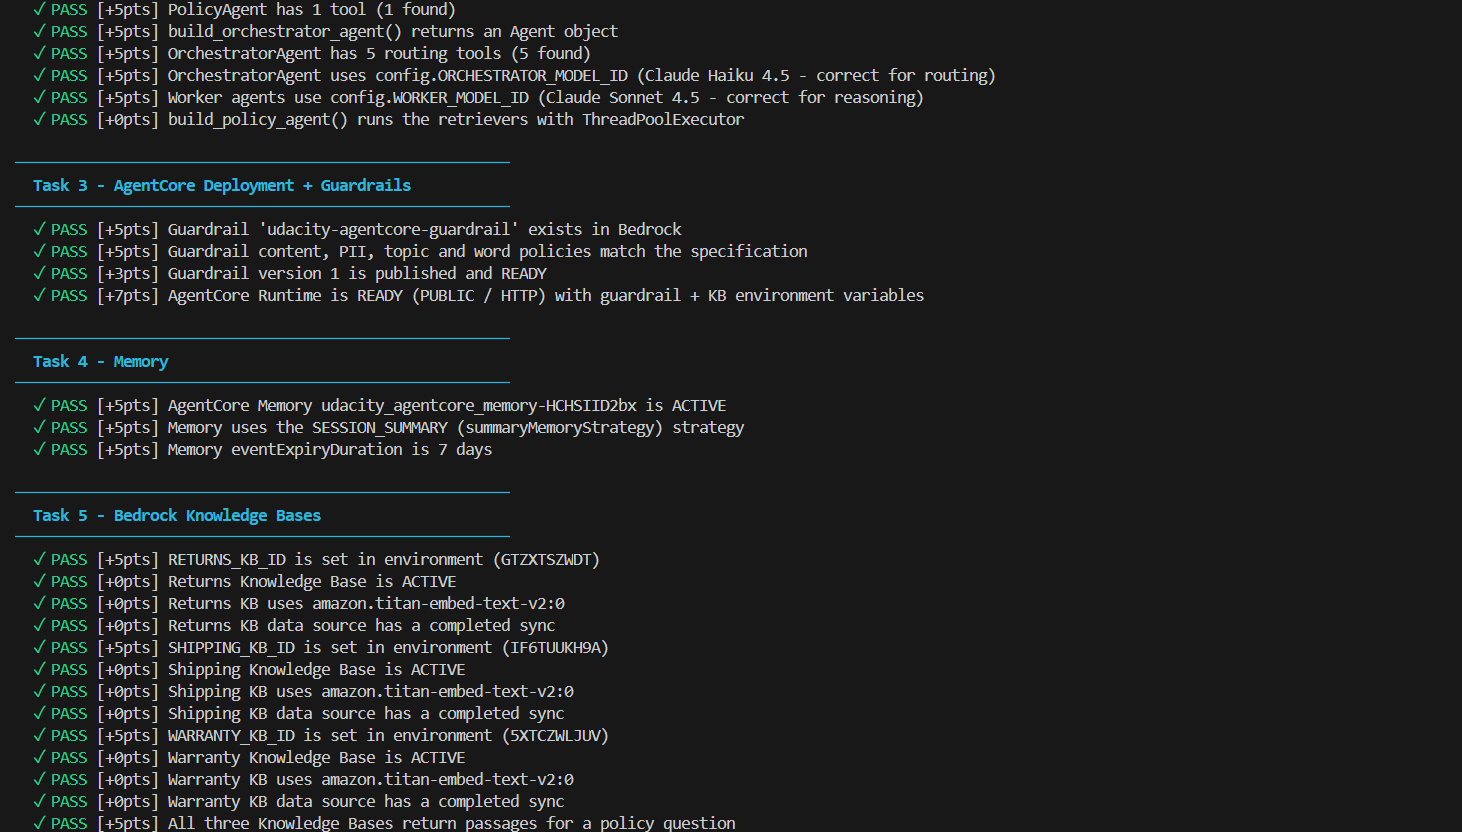 ✓ PASS [+5pts] PolicyAgent has 1 tool (1 found)
✓ PASS [+5pts] build_orchestrator_agent() returns an Agent object
✓ PASS [+5pts] OrchestratorAgent has 5 routing tools (5 found)
✓ PASS [+5pts] OrchestratorAgent uses config.ORCHESTRATOR_MODEL_ID (Claude Haiku 4.5 - correct for routing)
✓ PASS [+5pts] Worker agents use config.WORKER_MODEL_ID (Claude Sonnet 4.5 - correct for reasoning)
✓ PASS [+0pts] build_policy_agent() runs the retrievers with ThreadPoolExecutor
Task 3 - AgentCore Deployment + Guardrails
✓ PASS [+5pts] Guardrail 'udacity-agentcore-guardrail' exists in Bedrock
✓ PASS [+5pts] Guardrail content, PII, topic and word policies match the specification
✓ PASS [+3pts] Guardrail version 1 is published and READY
✓ PASS [+7pts] AgentCore Runtime is READY (PUBLIC / HTTP) with guardrail + KB environment variables
Task 4 - Memory
✓ PASS [+5pts] AgentCore Memory udacity_agentcore_memory-HCHSIID2bx is ACTIVE
✓ PASS [+5pts] Memory uses the SESSION_SUMMARY (summaryMemoryStrategy) strategy
✓ PASS [+5pts] Memory eventExpiryDuration is 7 days
Task 5 - Bedrock Knowledge Bases
✓ PASS [+5pts] RETURNS_KB_ID is set in environment (GTZXTSZWDT)
✓ PASS [+0pts] Returns Knowledge Base is ACTIVE
✓ PASS [+0pts] Returns KB uses amazon.titan-embed-text-v2:0
✓ PASS [+0pts] Returns KB data source has a completed sync
✓ PASS [+5pts] SHIPPING_KB_ID is set in environment (IF6TUUKH9A)
✓ PASS [+0pts] Shipping Knowledge Base is ACTIVE
✓ PASS [+0pts] Shipping KB uses amazon.titan-embed-text-v2:0
✓ PASS [+0pts] Shipping KB data source has a completed sync
✓ PASS [+5pts] WARRANTY_KB_ID is set in environment (5XTCZWLJUV)
✓ PASS [+0pts] Warranty Knowledge Base is ACTIVE
✓ PASS [+0pts] Warranty KB uses amazon.titan-embed-text-v2:0
✓ PASS [+0pts] Warranty KB data source has a completed sync
✓ PASS [+5pts] All three Knowledge Bases return passages for a policy question